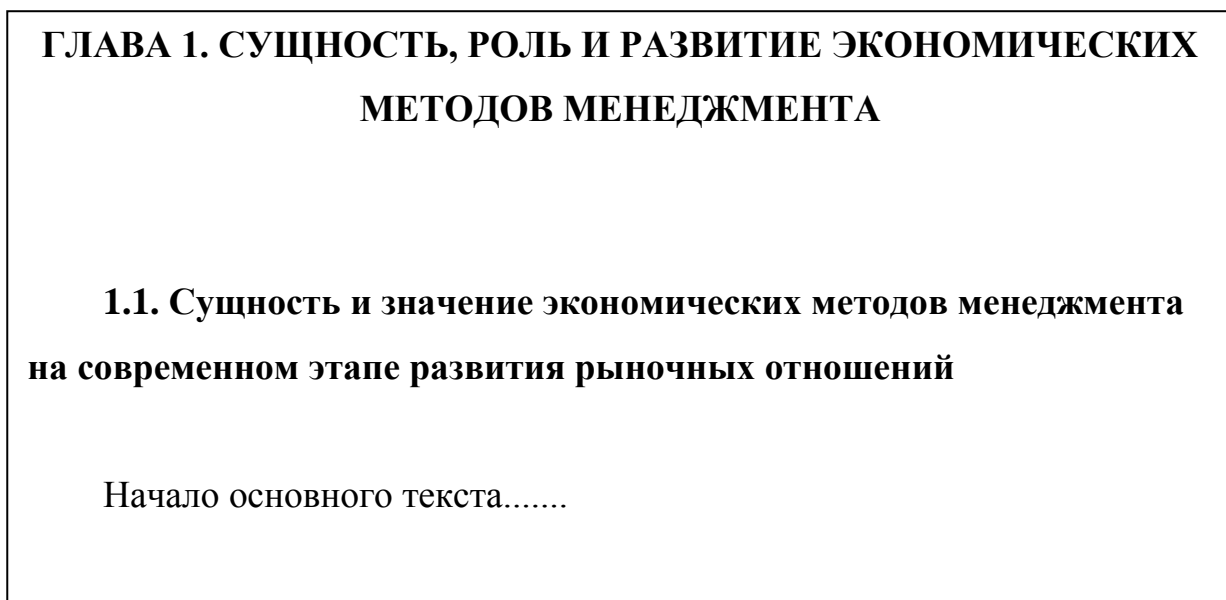 ГЛАВА 1. СУЩНОСТЬ, РОЛЬ И РАЗВИТИЕ ЭКОНОМИЧЕСКИХ
МЕТОДОВ МЕНЕДЖМЕНТА
1.1. Сущность и значение экономических методов менеджмента
на современном этапе развития рыночных отношений
Начало основного текста.......